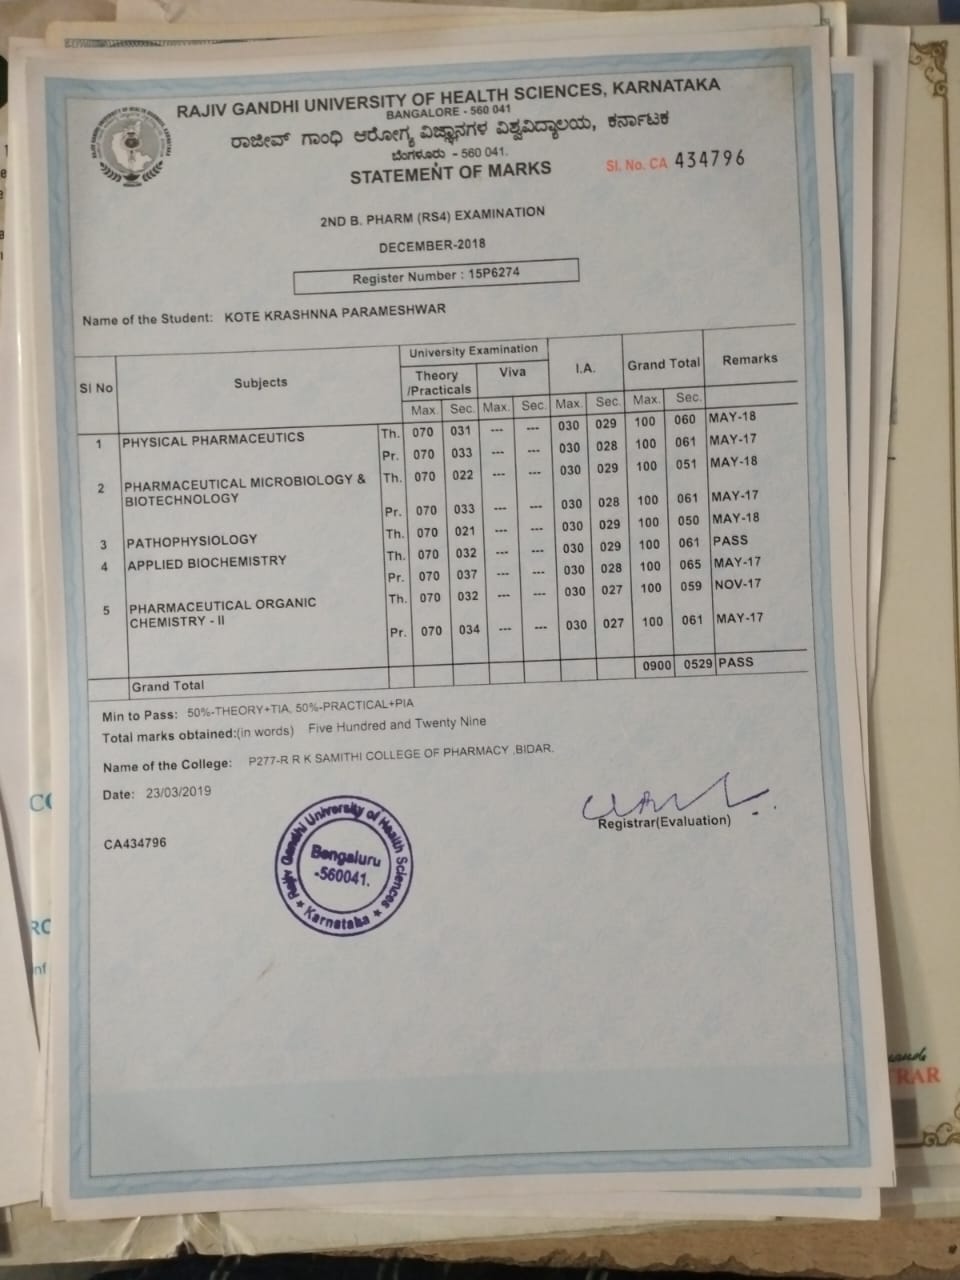 RAJIV GANDHI UNIVERSITY OF HEALTH SCIENCES, KARNATAKA
BANGALORE - 560 041
ರಾಜೀವ್ ಗಾಂಧಿ ಆರೋಗ್ಯ ವಿಜ್ಞಾನಗಳ ವಿಶ್ವವಿದ್ಯಾಲಯ, ಕರ್ನಾಟಕ
ಬೆಂಗಳೂರು - 560 041.
STATEMENT OF MARKS
Sl. No. CA 434796
2ND B. PHARM (RS4) EXAMINATION
DECEMBER-2018
Register Number : 15P6274
Name of the Student: KOTE KRASHNNA PARAMESHWAR
Sl No Subjects University Examination I.A. Grand Total Remarks
Theory /Practicals Viva
Max. Sec. Max. Sec. Max. Sec. Max. Sec.
1 PHYSICAL PHARMACEUTICS Th. 070 031 --- --- 030 029 100 060 MAY-18
Pr. 070 033 --- --- 030 028 100 061 MAY-17
2 PHARMACEUTICAL MICROBIOLOGY & Th. 070 022 --- --- 030 029 100 051 MAY-18
BIOTECHNOLOGY
Pr. 070 033 --- --- 030 028 100 061 MAY-17
3 PATHOPHYSIOLOGY Th. 070 021 --- --- 030 029 100 050 MAY-18
4 APPLIED BIOCHEMISTRY Th. 070 032 --- --- 030 029 100 061 PASS
Pr. 070 037 --- --- 030 028 100 065 MAY-17
5 PHARMACEUTICAL ORGANIC Th. 070 032 --- --- 030 027 100 059 NOV-17
CHEMISTRY - II
Pr. 070 034 --- --- 030 027 100 061 MAY-17
Grand Total 0900 0529 PASS
Min to Pass: 50%-THEORY+TIA, 50%-PRACTICAL+PIA
Total marks obtained:(in words) Five Hundred and Twenty Nine
Name of the College: P277-R R K SAMITHI COLLEGE OF PHARMACY ,BIDAR.
Date: 23/03/2019
Registrar(Evaluation)
CA434796
Rajiv Gandhi University of Health Sciences
Bengaluru
-560041.
★ Karnataka ★
RAR